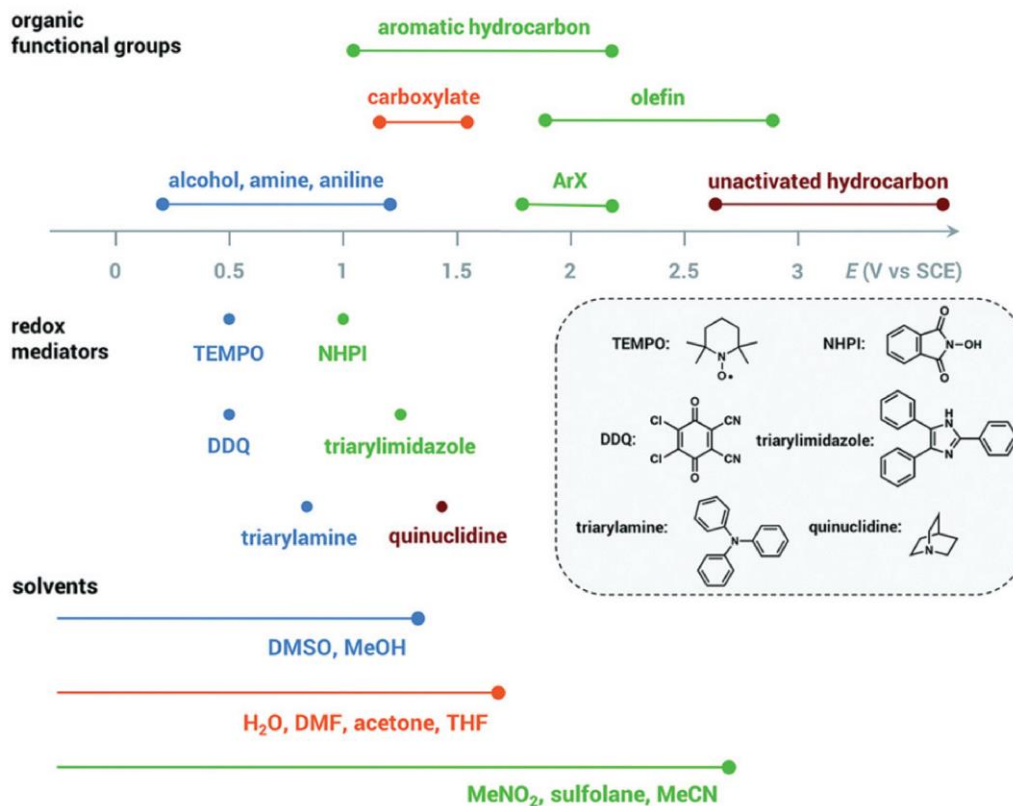 organic
functional groups
aromatic hydrocarbon
carboxylate
olefin
alcohol, amine, aniline
ArX
unactivated hydrocarbon
0 0.5 1 1.5 2 2.5 3 E (V vs SCE)
redox
mediators
TEMPO
NHPI
DDQ
triarylimidazole
triarylamine
quinuclidine
TEMPO:
N
O•
NHPI:
O
N-OH
O
DDQ:
O
Cl
CN
Cl
CN
O
triarylimidazole:
H
N
N
triarylamine:
N
quinuclidine:
N
solvents
DMSO, MeOH
H₂O, DMF, acetone, THF
MeNO₂, sulfolane, MeCN